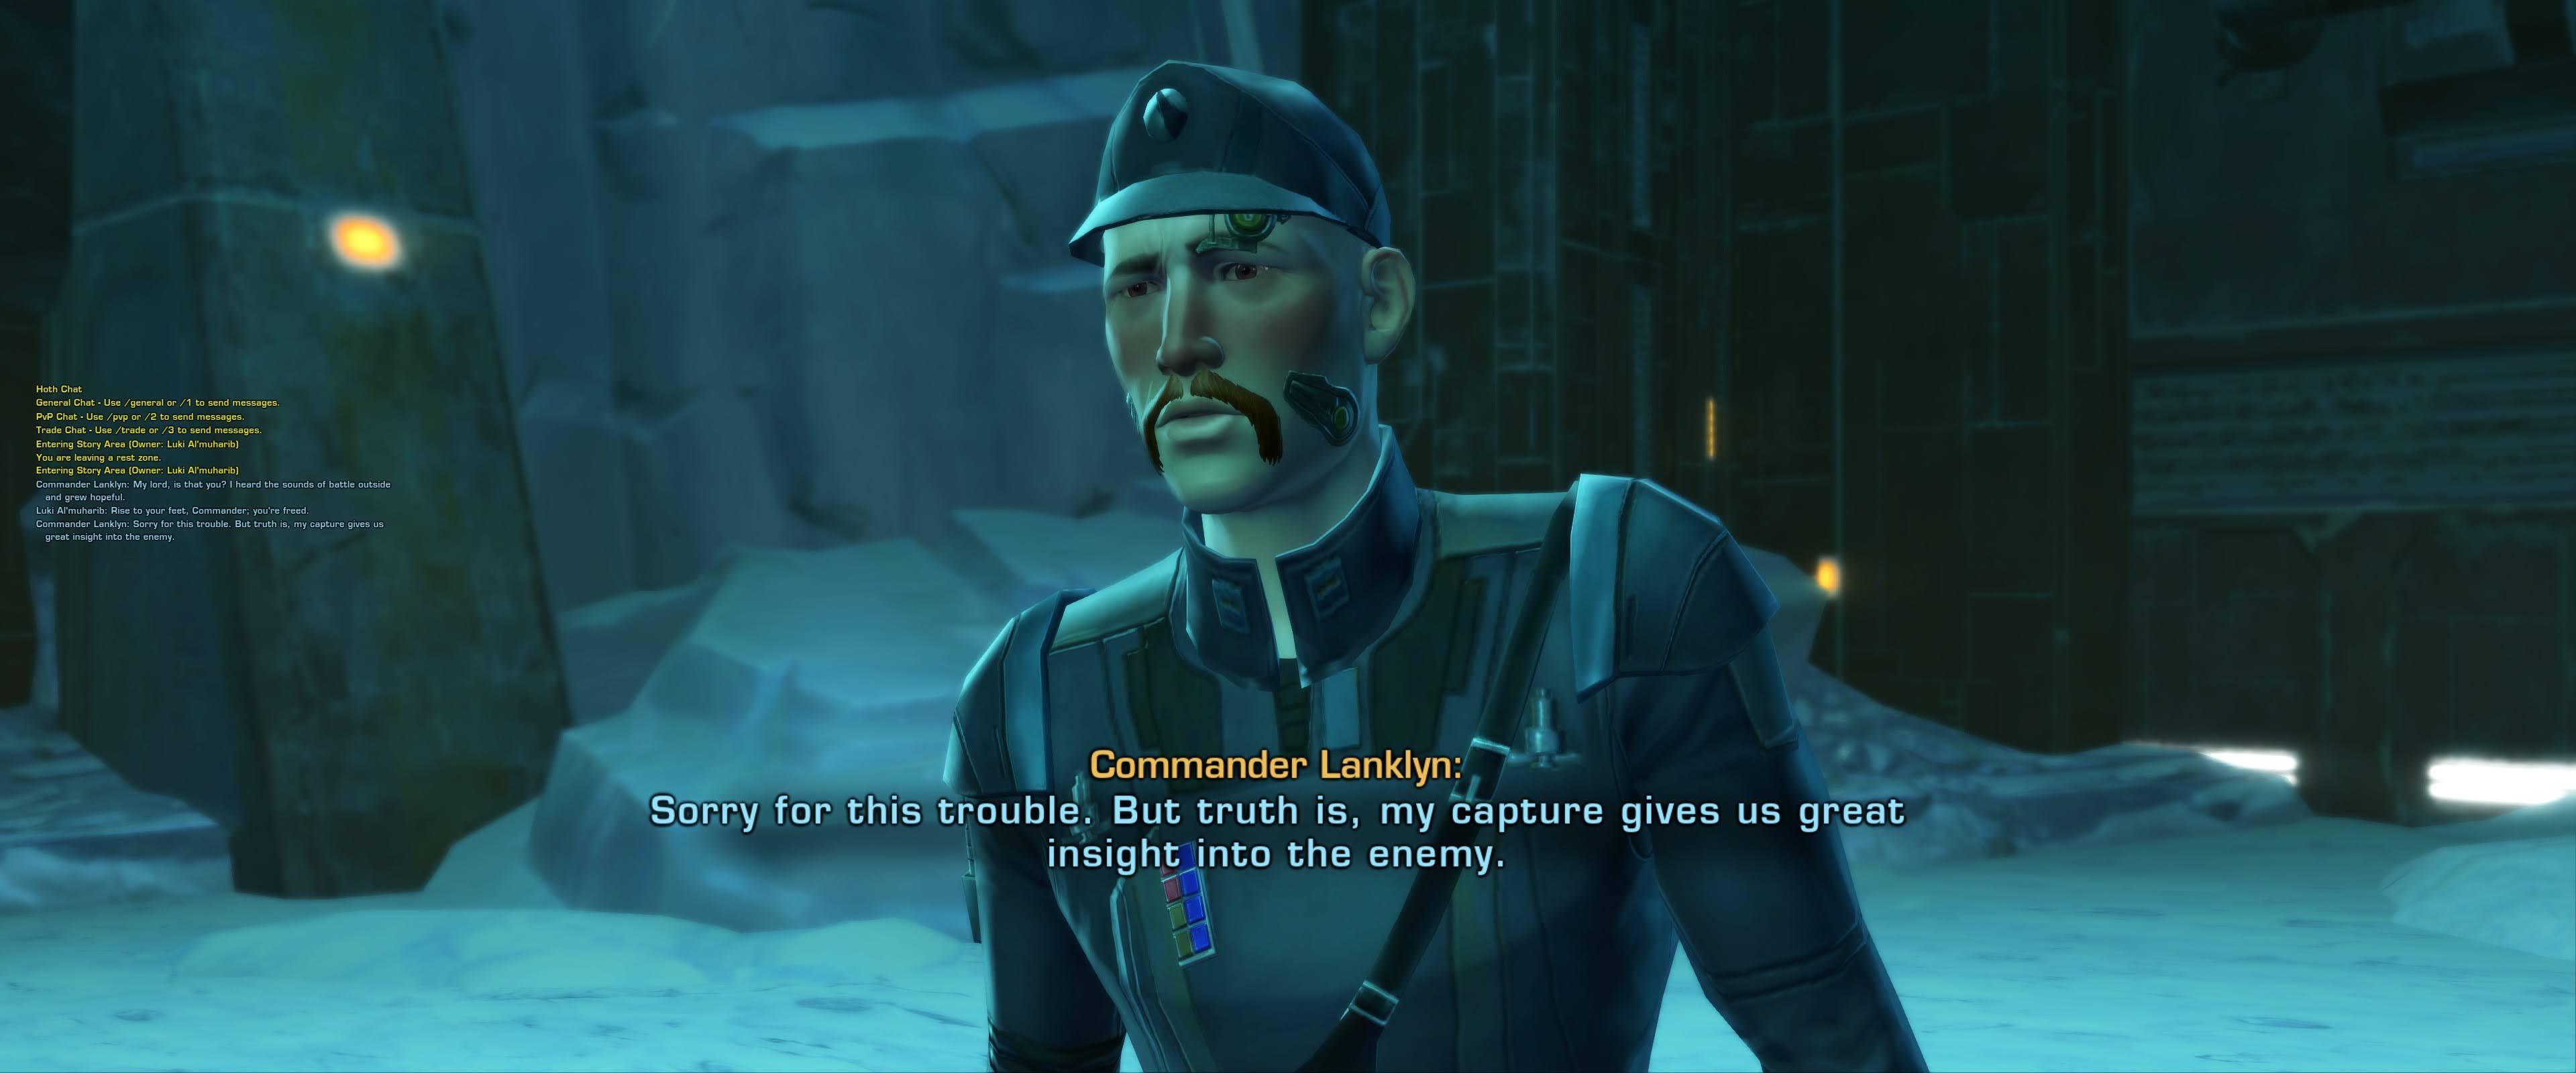 Hoth Chat
General Chat - Use /general or /1 to send messages.
PvP Chat - Use /pvp or /2 to send messages.
Trade Chat - Use /trade or /3 to send messages.
Entering Story Area (Owner: Luki Al'muharib)
You are leaving a rest zone.
Entering Story Area (Owner: Luki Al'muharib)
Commander Lanklyn: My lord, is that you? I heard the sounds of battle outside
and grew hopeful.
Luki Al'muharib: Rise to your feet, Commander; you're freed.
Commander Lanklyn: Sorry for this trouble. But truth is, my capture gives us
great insight into the enemy.
Commander Lanklyn:
Sorry for this trouble. But truth is, my capture gives us great
insight into the enemy.